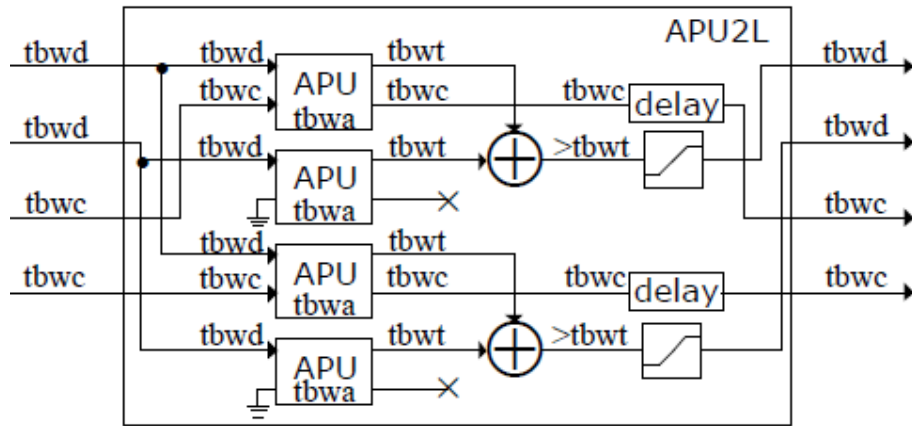 APU2L
tbwd tbwd tbwt tbwd
APU
tbwc tbwc tbwc delay
tbwa
tbwd tbwd tbwt >tbwt tbwd
APU
tbwc tbwa tbwc
tbwd tbwt
APU
tbwc tbwc tbwc tbwc delay tbwc
tbwa
tbwd tbwt >tbwt
APU
tbwa